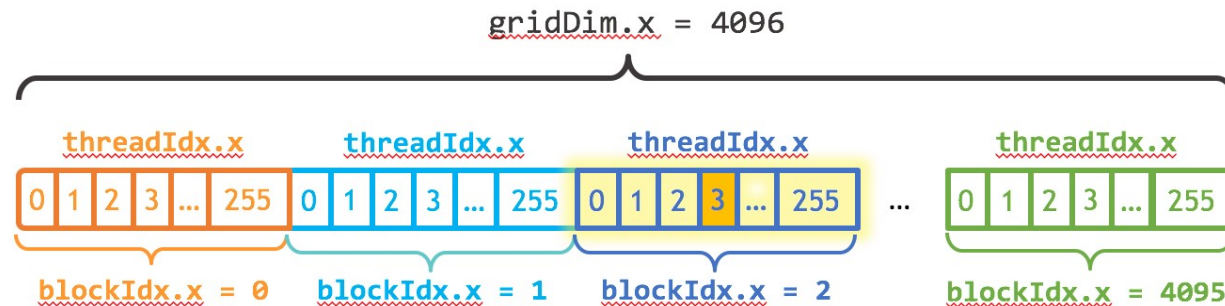 gridDim.x = 4096
threadIdx.x threadIdx.x threadIdx.x threadIdx.x
0 1 2 3 ... 255 0 1 2 3 ... 255 0 1 2 3 ... 255 ... 0 1 2 3 ... 255
blockIdx.x = 0 blockIdx.x = 1 blockIdx.x = 2 blockIdx.x = 4095